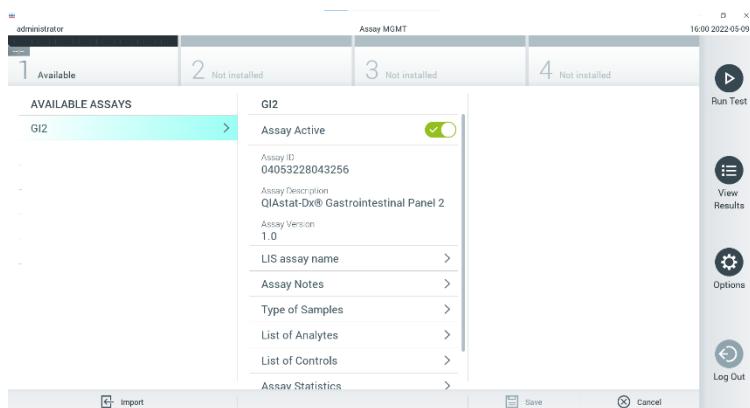 administrator
Assay MGMT
16:00 2022-05-09
1 Available
2 Not installed
3 Not installed
4 Not installed
Run Test
View
Results
Options
Log Out
AVAILABLE ASSAYS
GI2
GI2
Assay Active
Assay ID
04053228043256
Assay Description
QIAstat-Dx® Gastrointestinal Panel 2
Assay Version
1.0
LIS assay name
Assay Notes
Type of Samples
List of Analytes
List of Controls
Assay Statistics
Import
Save
Cancel